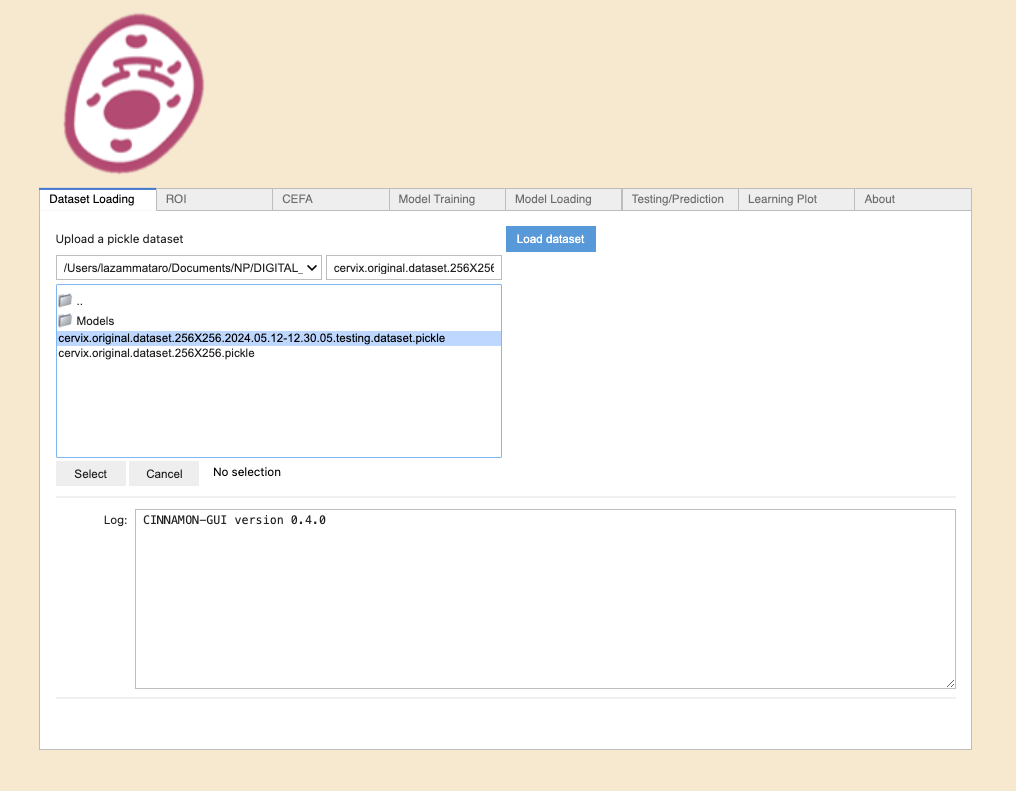 Dataset Loading ROI CEFA Model Training Model Loading Testing/Prediction Learning Plot About
Upload a pickle dataset Load dataset
/Users/lazammataro/Documents/NP/DIGITAL_ cervix.original.dataset.256X256
..
Models
cervix.original.dataset.256X256.2024.05.12-12.30.05.testing.dataset.pickle
cervix.original.dataset.256X256.pickle
Select Cancel No selection
Log: CINNAMON-GUI version 0.4.0